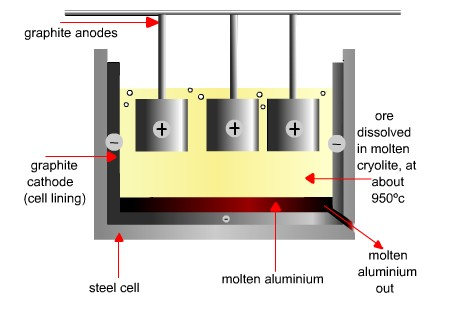 graphite anodes
+
+
+
−
−
ore
dissolved
in molten
cryolite, at
about
950ºc
graphite
cathode
(cell lining)
−
molten
aluminium
out
molten aluminium
steel cell